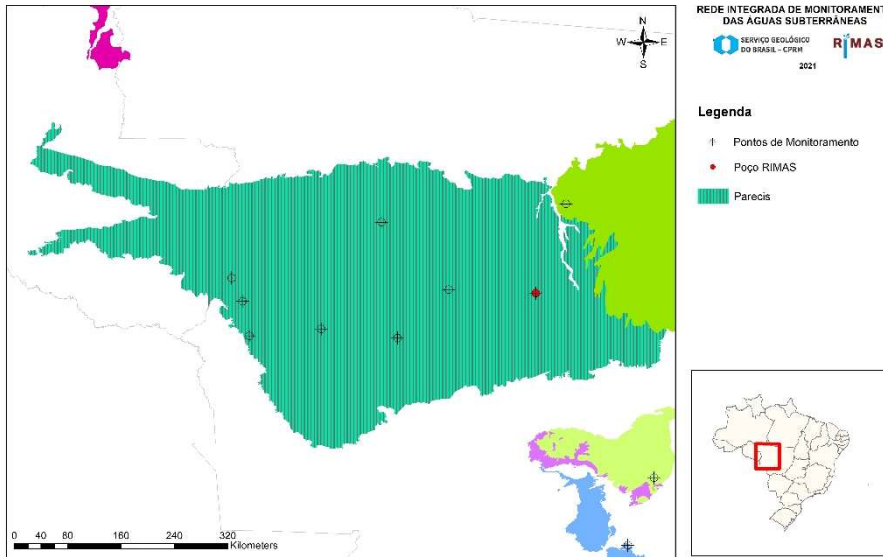 REDE INTEGRADA DE MONITORAMENT
DAS ÁGUAS SUBTERRÂNEAS
SERVIÇO GEOLÓGICO
DO BRASIL – CPRM
RIMAS
2021
N
W E
S
Legenda
Pontos de Monitoramento
Poço RIMAS
Parecis
0 40 80 160 240 320
Kilometers